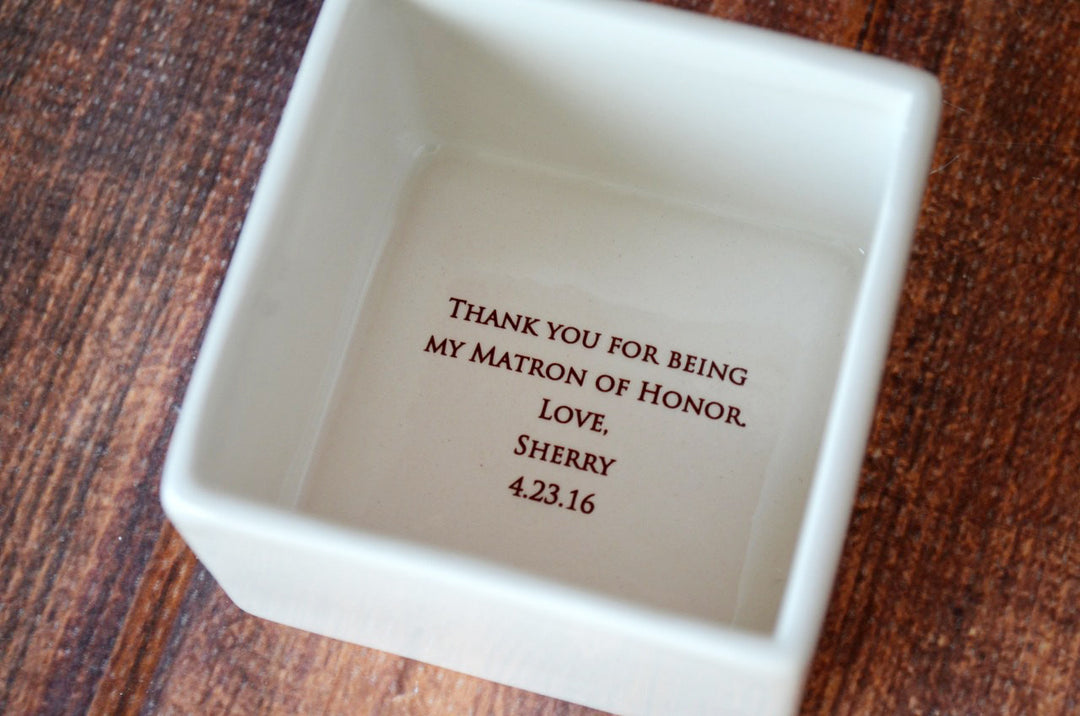 Thank you for being
my Matron of Honor.
Love,
Sherry
4.23.16